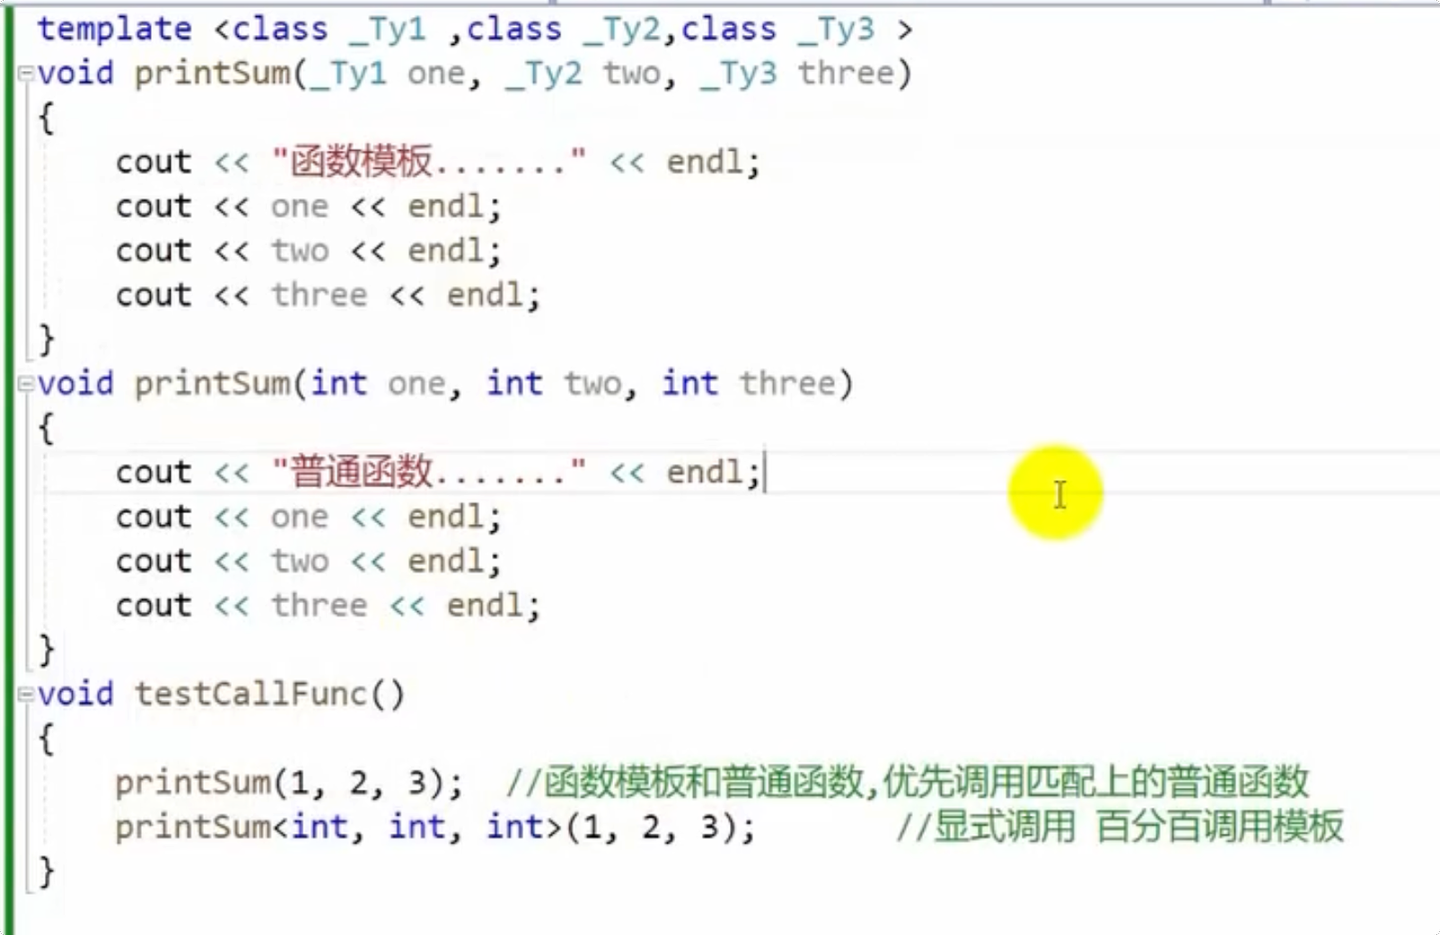 template <class _Ty1 ,class _Ty2,class _Ty3 >
void printSum(_Ty1 one, _Ty2 two, _Ty3 three)
{
    cout << "函数模板......." << endl;
    cout << one << endl;
    cout << two << endl;
    cout << three << endl;
}
void printSum(int one, int two, int three)
{
    cout << "普通函数......." << endl;
    cout << one << endl;
    cout << two << endl;
    cout << three << endl;
}
void testCallFunc()
{
    printSum(1, 2, 3);  //函数模板和普通函数,优先调用匹配上的普通函数
    printSum<int, int, int>(1, 2, 3);       //显式调用 百分百调用模板
}